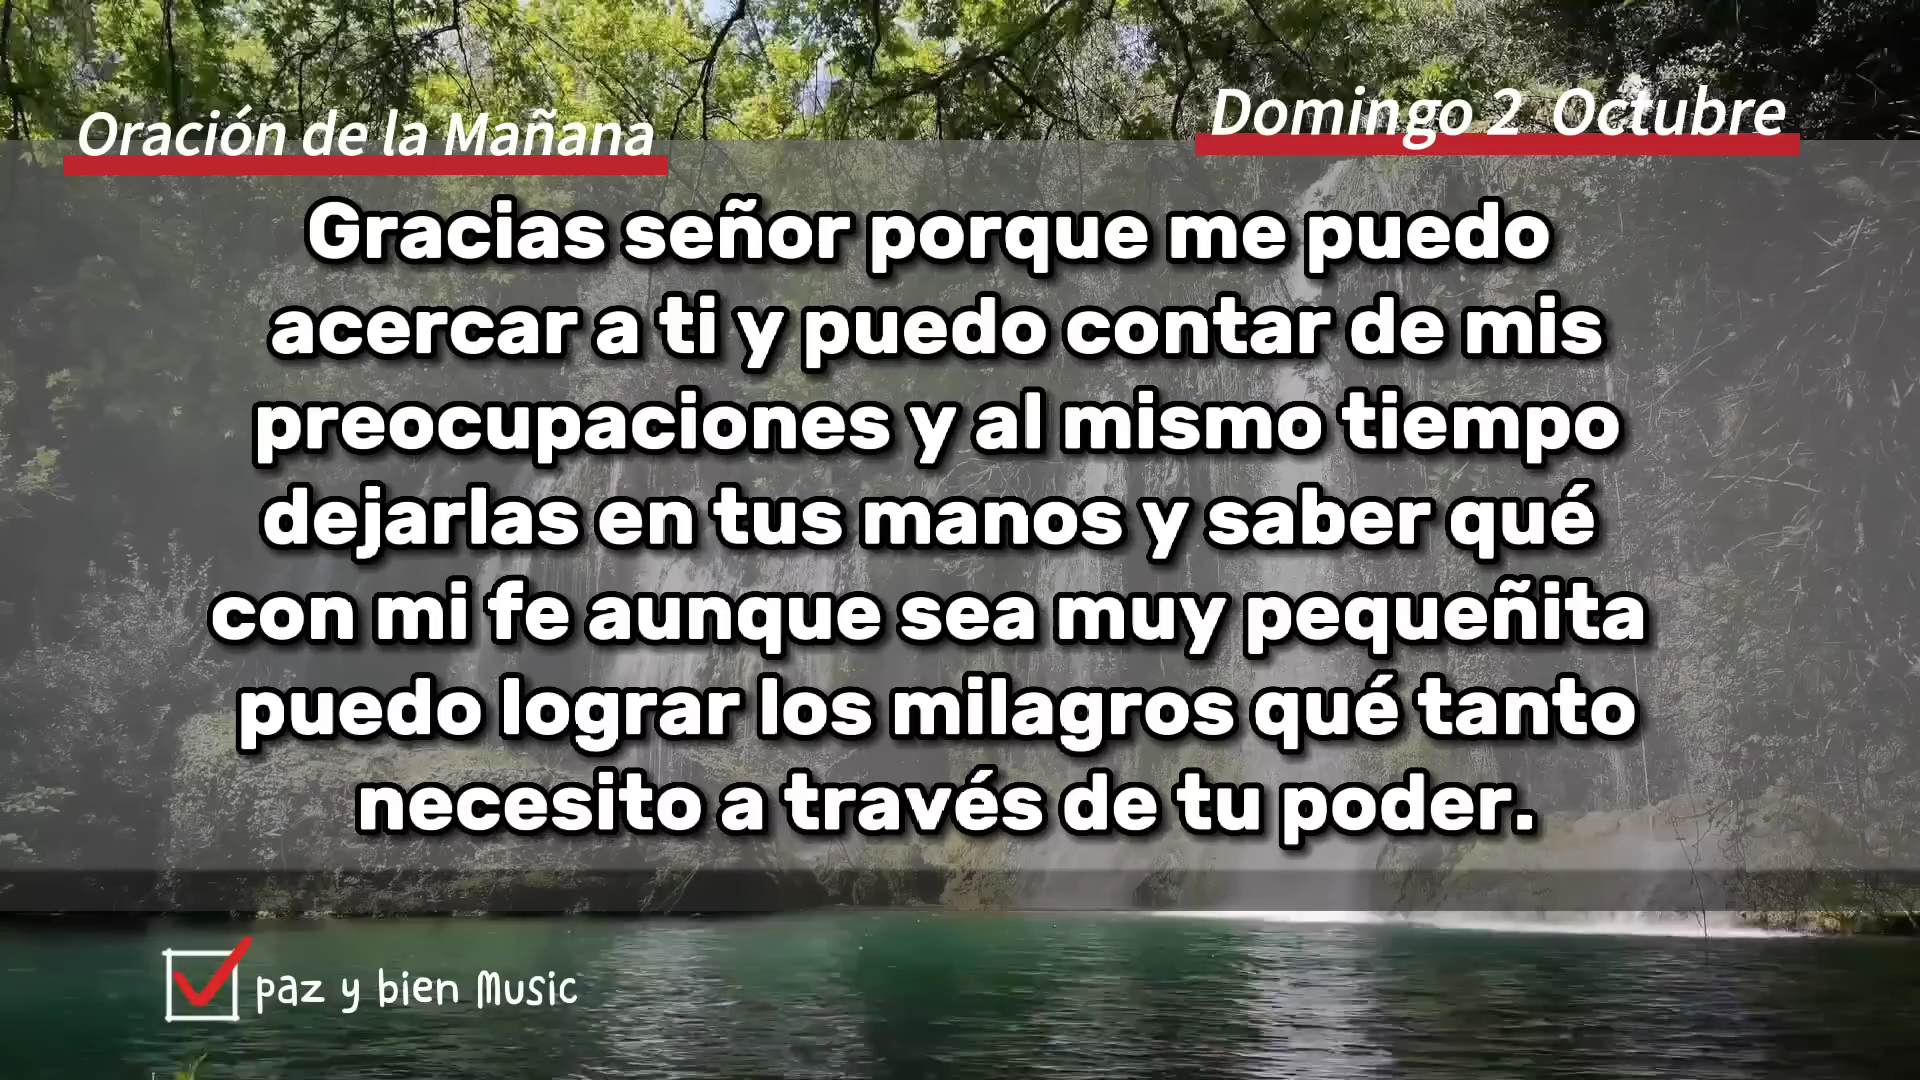 Oración de la Mañana
Domingo 2 Octubre
Gracias señor porque me puedo
acercar a ti y puedo contar de mis
preocupaciones y al mismo tiempo
dejarlas en tus manos y saber qué
con mi fe aunque sea muy pequeñita
puedo lograr los milagros qué tanto
necesito a través de tu poder.
paz y bien Music